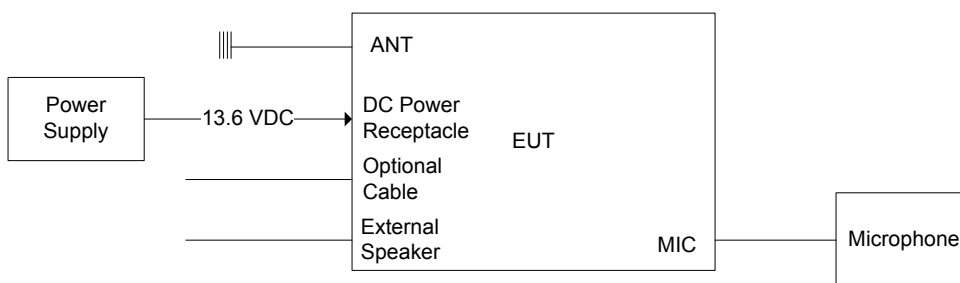 ANT
Power
Supply
13.6 VDC
DC Power
Receptacle
EUT
Optional
Cable
External
Speaker
MIC
Microphone